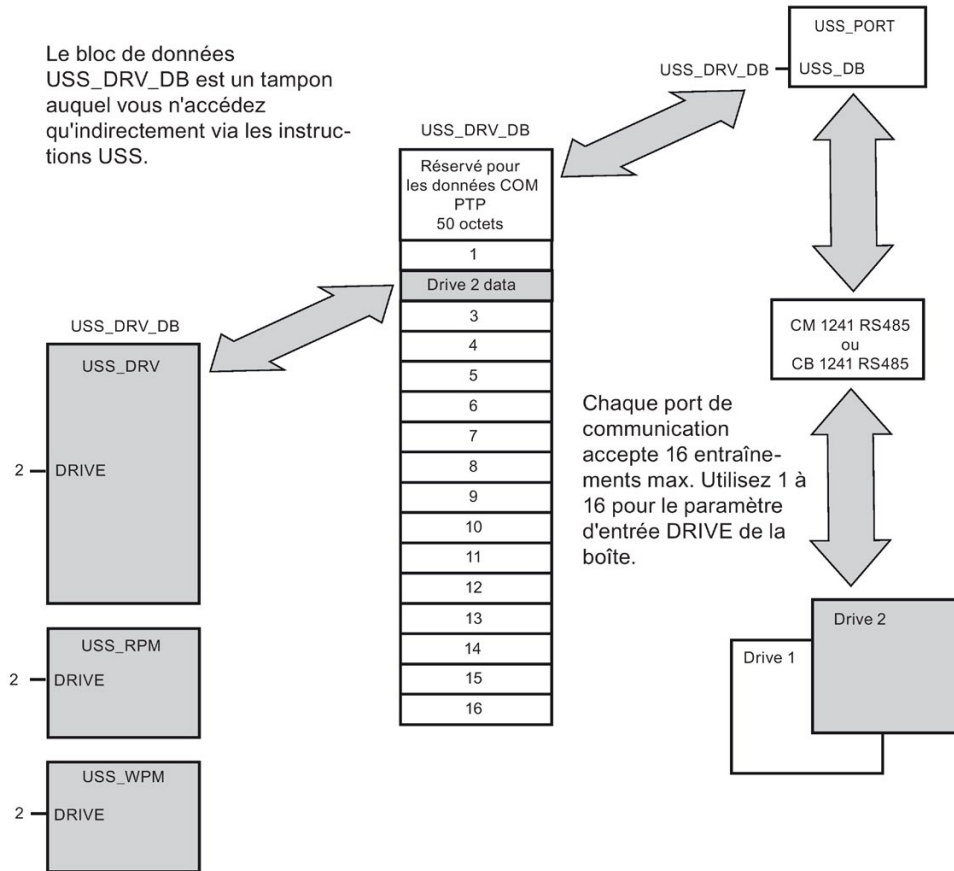 Le bloc de données
USS_DRV_DB est un tampon
auquel vous n'accédez
qu'indirectement via les instruc-
tions USS.
USS_PORT
USS_DRV_DB
USS_DB
USS_DRV_DB
Réservé pour
les données COM
PTP
50 octets
1
Drive 2 data
3
4
5
6
7
8
9
10
11
12
13
14
15
16
USS_DRV_DB
USS_DRV
2
DRIVE
USS_RPM
2
DRIVE
USS_WPM
2
DRIVE
CM 1241 RS485
ou
CB 1241 RS485
Chaque port de
communication
accepte 16 entraîne-
ments max. Utilisez 1 à
16 pour le paramètre
d'entrée DRIVE de la
boîte.
Drive 2
Drive 1